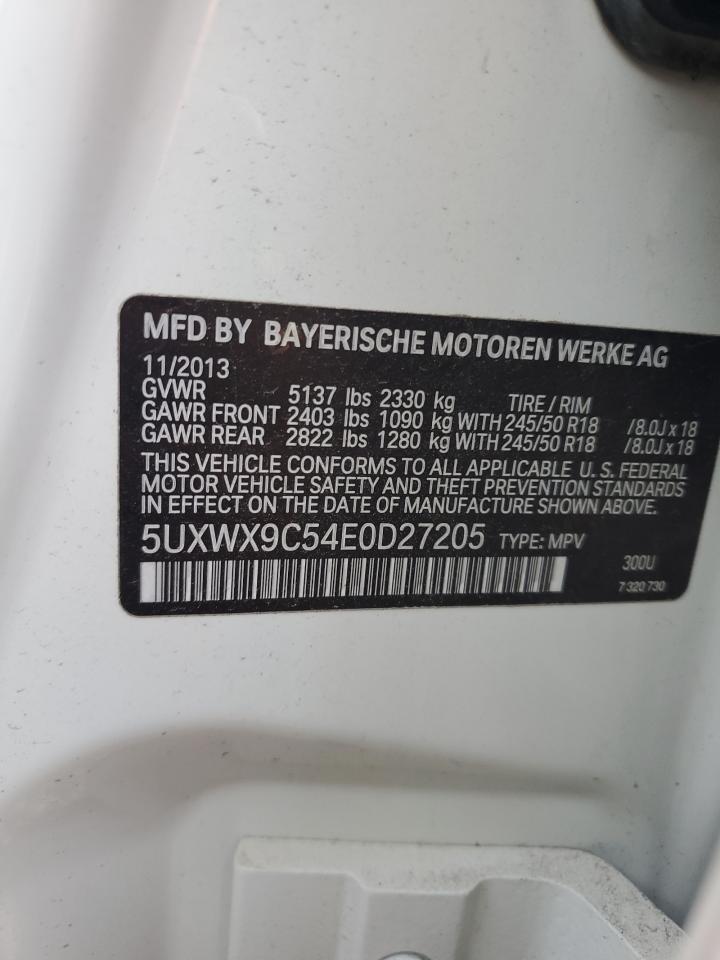 MFD BY BAYERISCHE MOTOREN WERKE AG
11/2013
GVWR 5137 lbs 2330 kg TIRE / RIM
GAWR FRONT 2403 lbs 1090 kg WITH 245/50 R18 /8.0J x 18
GAWR REAR 2822 lbs 1280 kg WITH 245/50 R18 /8.0J x 18
THIS VEHICLE CONFORMS TO ALL APPLICABLE U.S. FEDERAL
MOTOR VEHICLE SAFETY AND THEFT PREVENTION STANDARDS
IN EFFECT ON THE DATE OF MANUFACTURE SHOWN ABOVE.
5UXWX9C54E0D27205 TYPE: MPV
300U
7 320 730